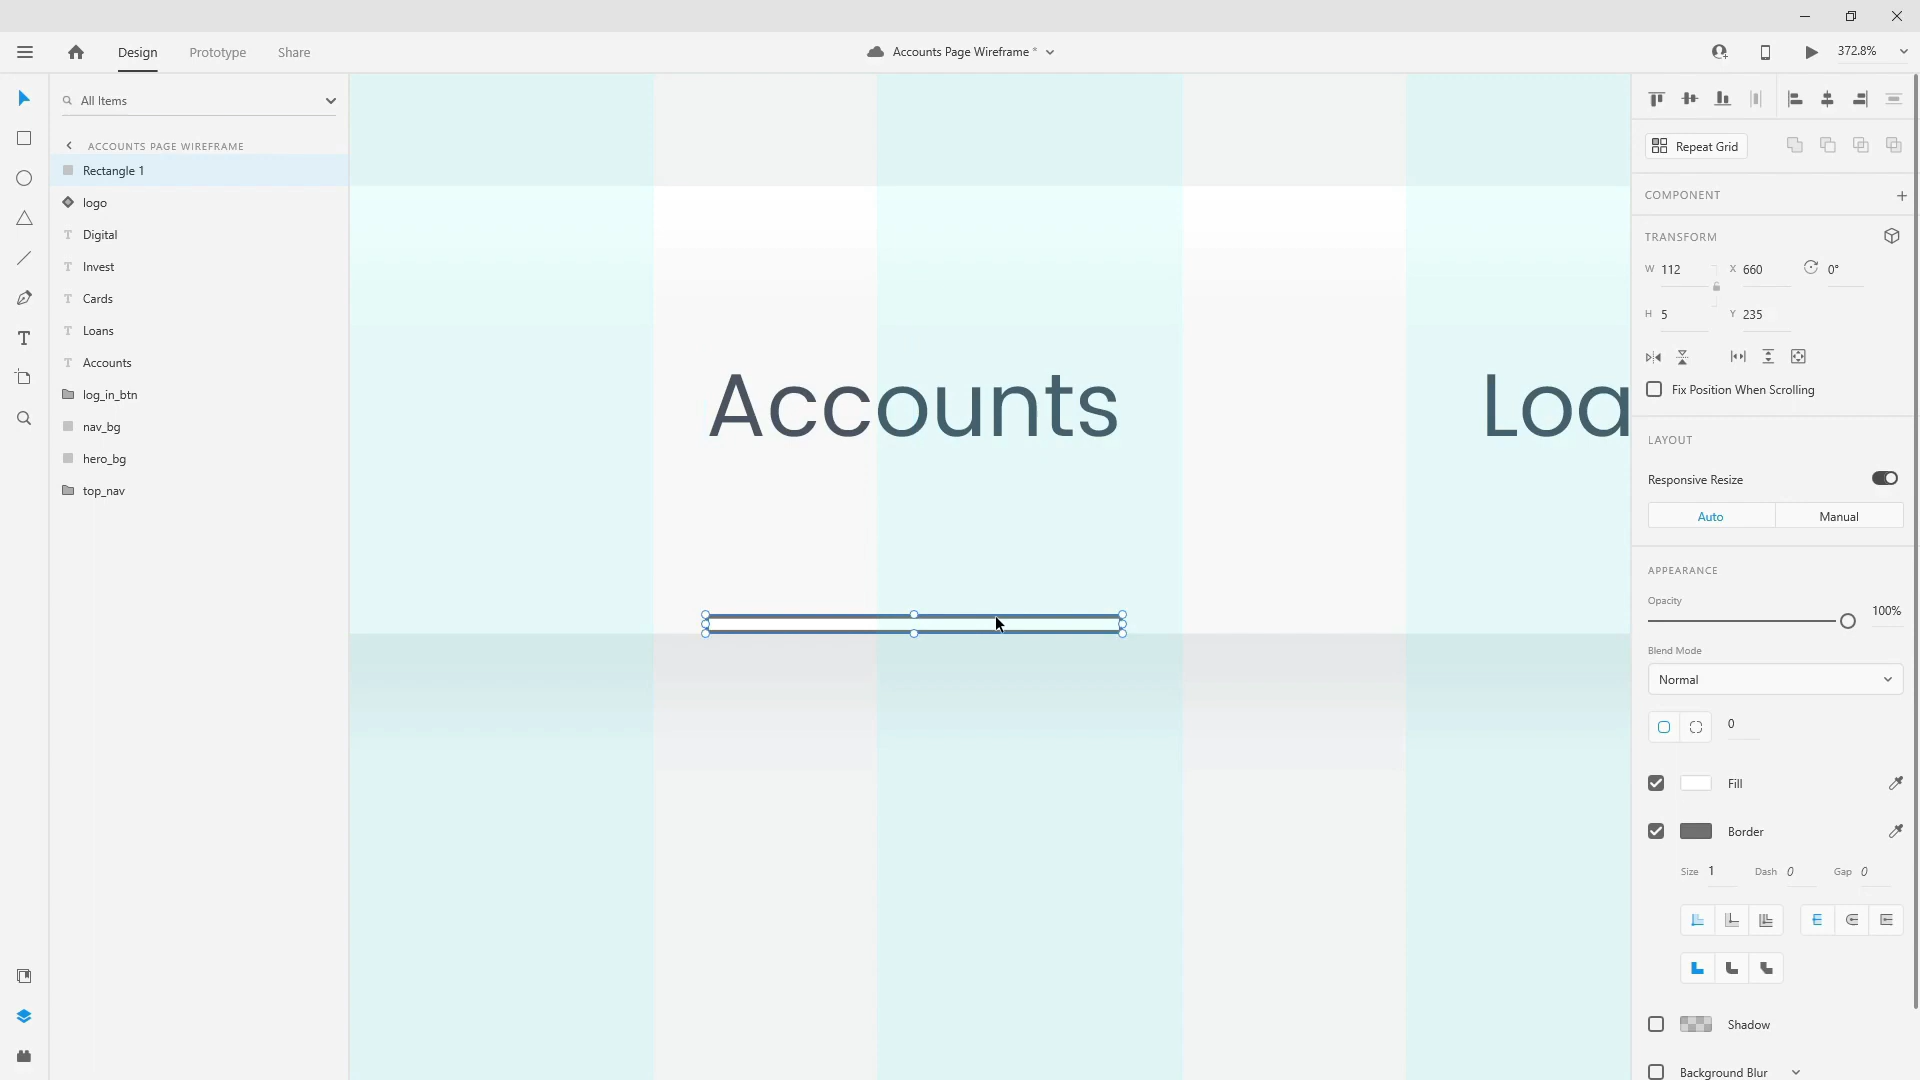 Design
Prototype
Share
Accounts Page Wireframe *
372.8%
All Items
ACCOUNTS PAGE WIREFRAME
Rectangle 1
logo
Digital
Invest
Cards
Loans
Accounts
log_in_btn
nav_bg
hero_bg
top_nav
Accounts
Loa
Repeat Grid
COMPONENT
TRANSFORM
W 112 X 660 0°
H 5 Y 235
Fix Position When Scrolling
LAYOUT
Responsive Resize
Auto Manual
APPEARANCE
Opacity
100%
Blend Mode
Normal
0
Fill
Border
Size 1 Dash 0 Gap 0
Shadow
Background Blur